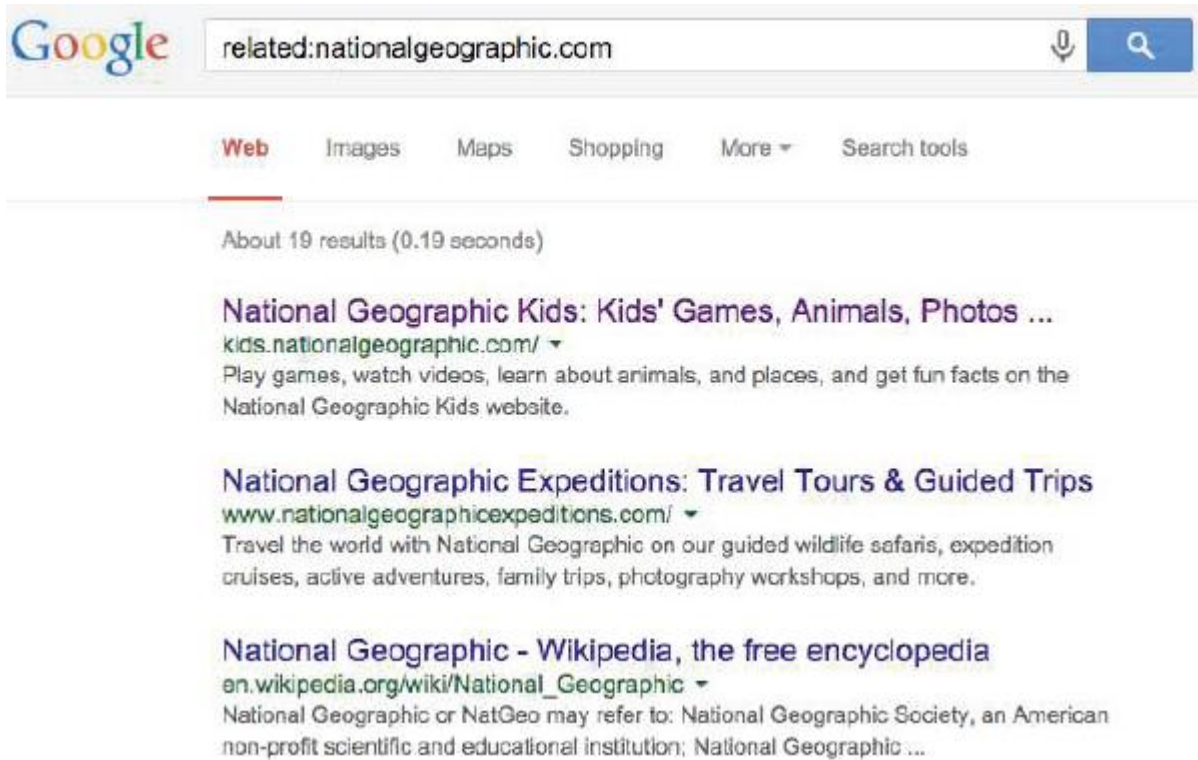 Google related:nationalgeographic.com
Web Images Maps Shopping More Search tools
About 19 results (0.19 seconds)
National Geographic Kids: Kids' Games, Animals, Photos ...
kids.nationalgeographic.com/
Play games, watch videos, learn about animals, and places, and get fun facts on the
National Geographic Kids website.
National Geographic Expeditions: Travel Tours & Guided Trips
www.nationalgeographicexpeditions.com/
Travel the world with National Geographic on our guided wildlife safaris, expedition
cruises, active adventures, family trips, photography workshops, and more.
National Geographic - Wikipedia, the free encyclopedia
en.wikipedia.org/wiki/National_Geographic
National Geographic or NatGeo may refer to: National Geographic Society, an American
non-profit scientific and educational institution; National Geographic ...